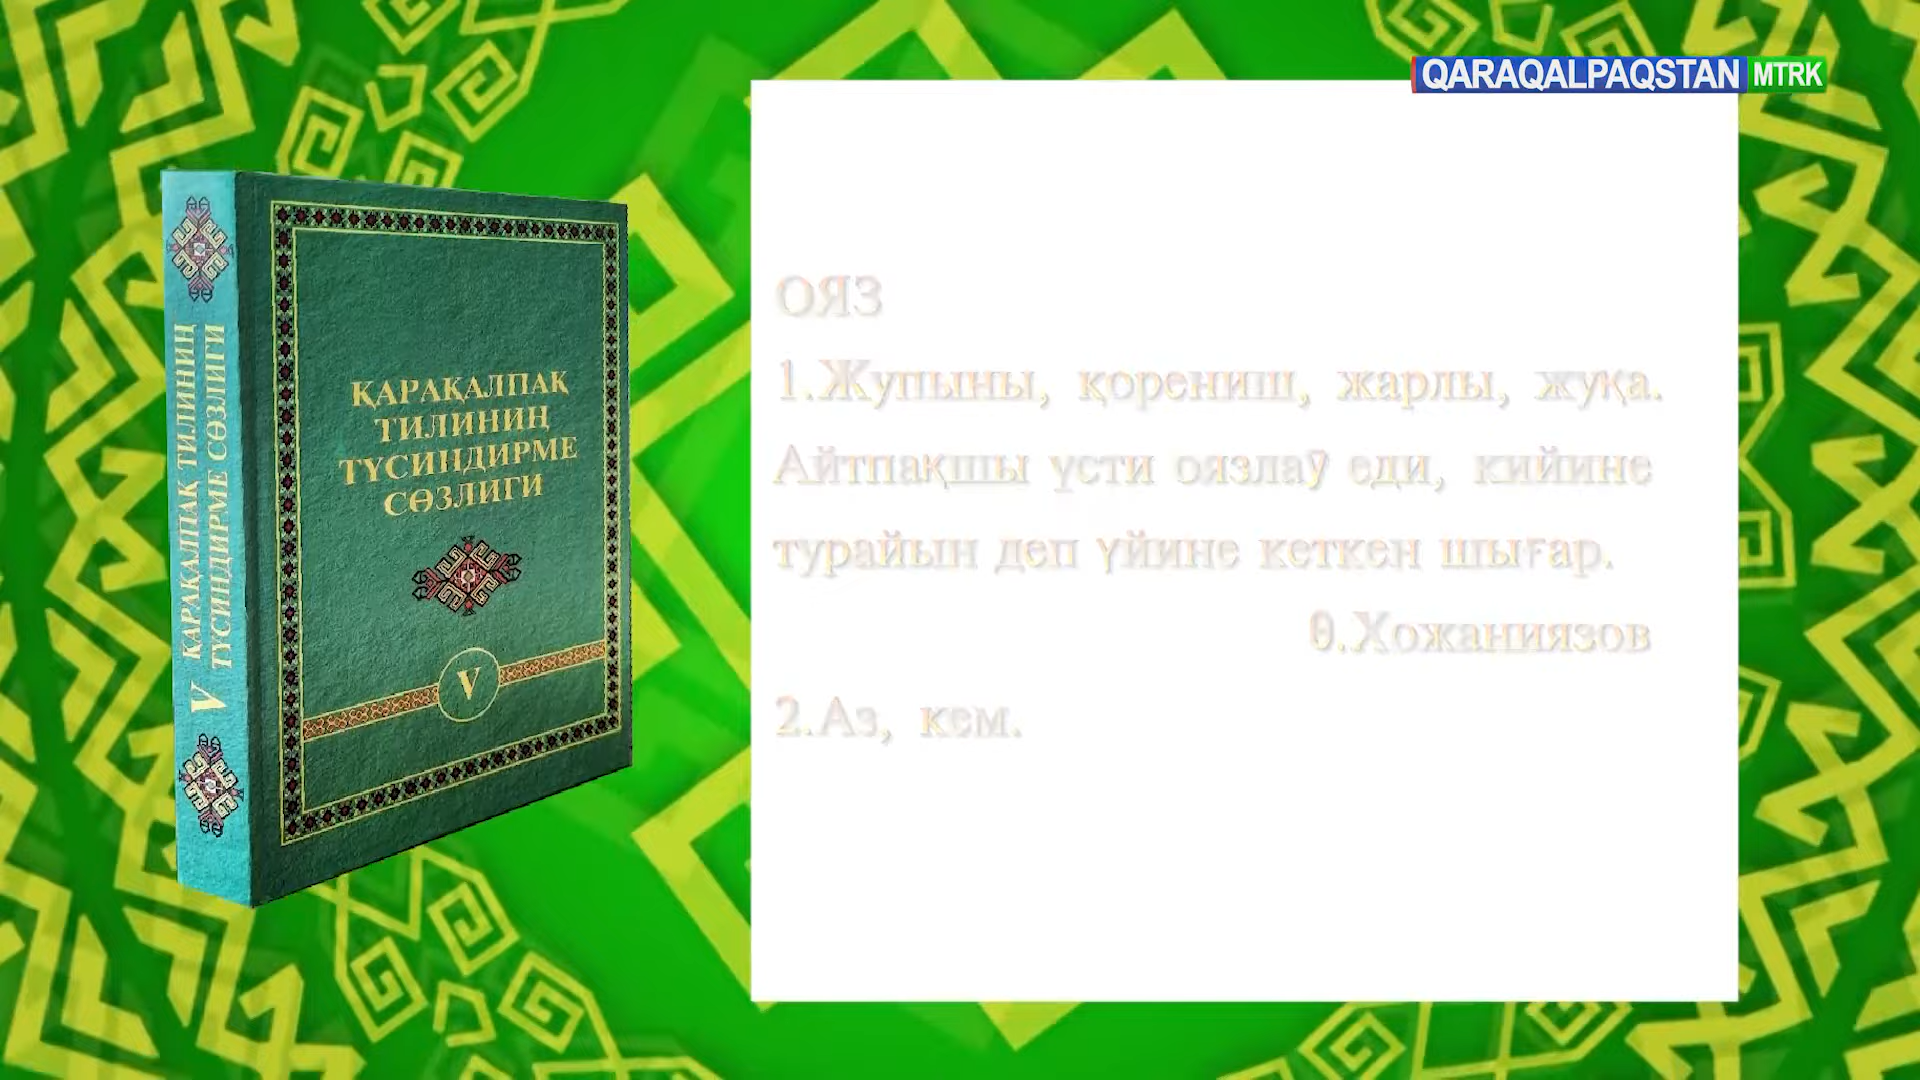 QARAQALPAQSTAN MTRK
ҚАРАҚАЛПАҚ ТИЛИНИҢ
ТҮСИНДИРМЕ СӨЗЛИГИ
V
ҚАРАҚАЛПАҚ
ТИЛИНИҢ
ТҮСИНДИРМЕ
СӨЗЛИГИ
V
ОЯЗ
1.Жупыны, қорениш, жарлы, жуқа.
Айтпақшы үсти оязлаў еди, кийине
турайын деп үйине кеткен шығар.
Ө.Хожаниязов
2.Аз, кем.